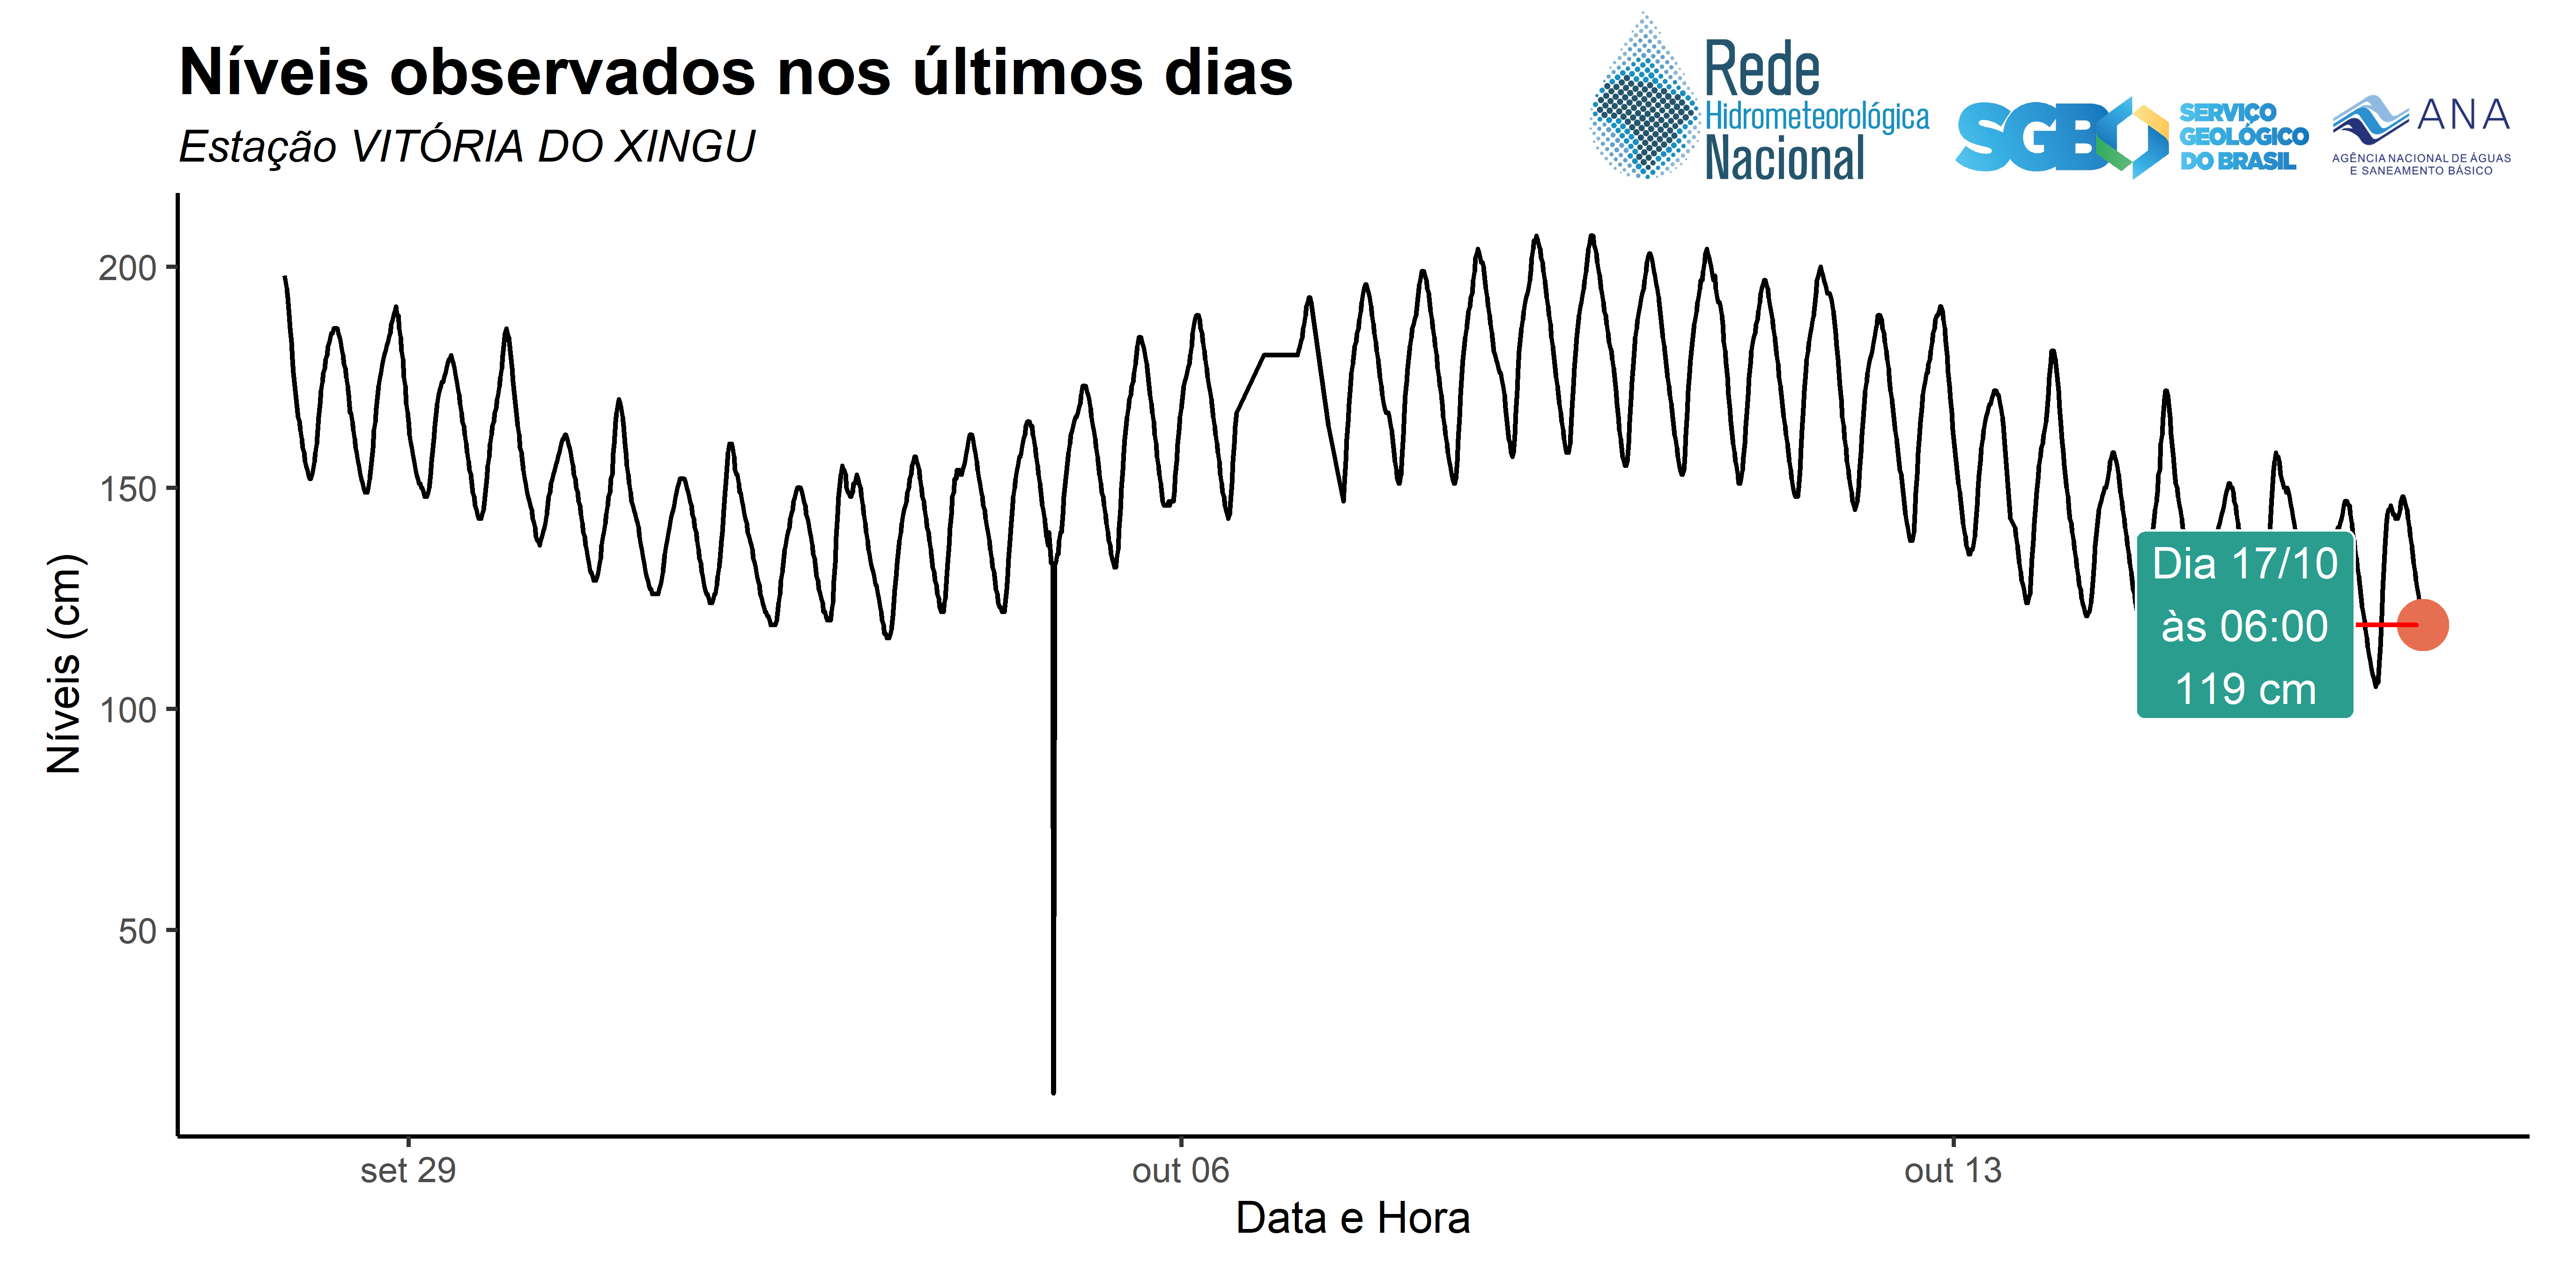 Níveis observados nos últimos dias
Estação VITÓRIA DO XINGU
Rede
Hidrometeorológica
Nacional
SGB
SERVIÇO
GEOLÓGICO
DO BRASIL
ANA
AGÊNCIA NACIONAL DE ÁGUAS
E SANEAMENTO BÁSICO
Níveis (cm)
200
150
100
50
Dia 17/10
às 06:00
119 cm
set 29
out 06
out 13
Data e Hora